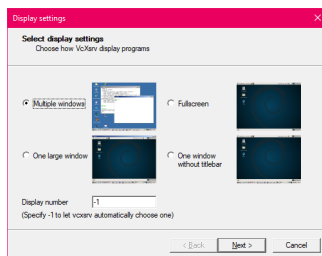 Display settings
Select display settings
Choose how VcXsrv display programs
Multiple windows
Fullscreen
One large window
One window
without titlebar
Display number -1
(Specify -1 to let vcxsrv automatically choose one)
< Back Next > Cancel